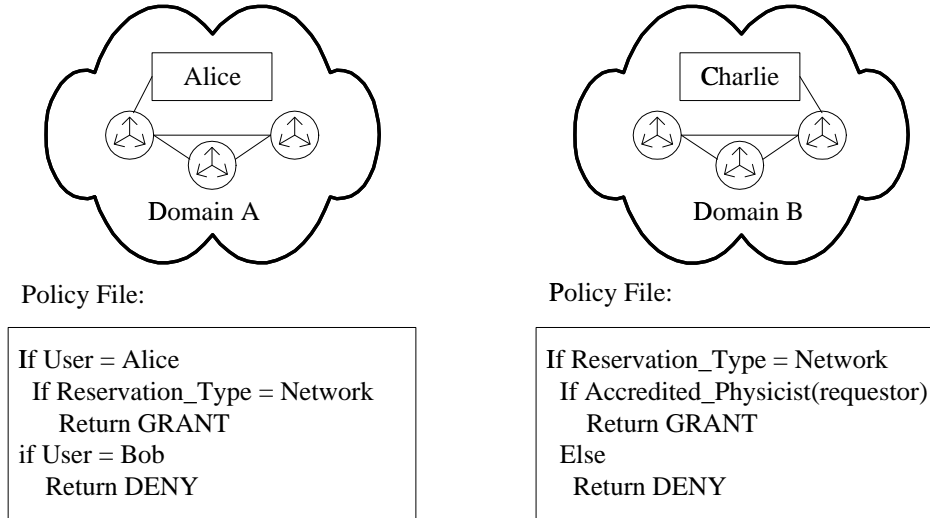 Alice
Domain A
Policy File:
If User = Alice
If Reservation_Type = Network
Return GRANT
if User = Bob
Return DENY
Charlie
Domain B
Policy File:
If Reservation_Type = Network
If Accredited_Physicist(requestor)
Return GRANT
Else
Return DENY